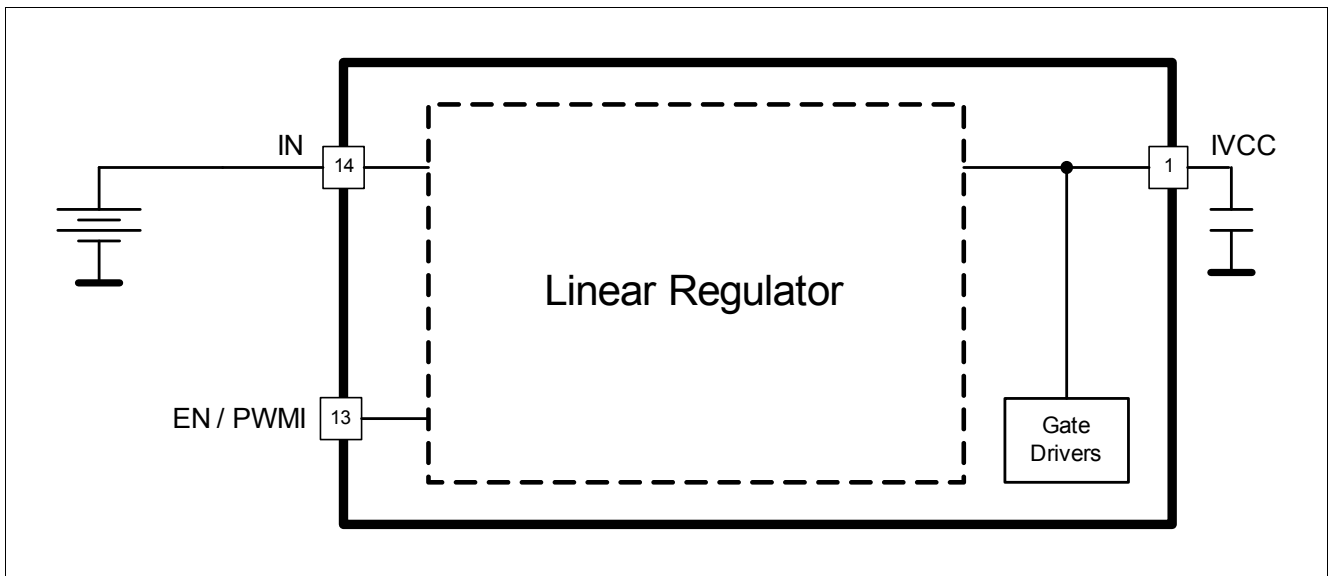 IN
14
1
IVCC
Linear Regulator
EN / PWMI
13
Gate
Drivers